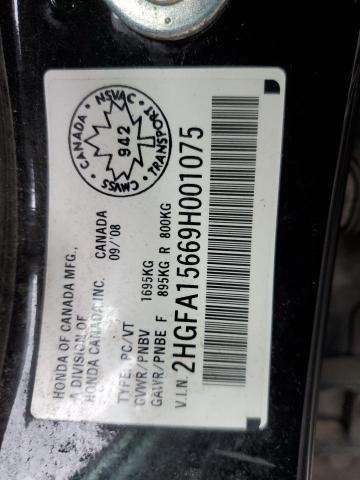 HONDA OF CANADA MFG.,
A DIVISION OF
HONDA CANADA INC. CANADA
09/'08
TYPE. PC/VT
GVWR/PNBV 1695KG
GAWR/PNBE F 895KG R 800KG
V.I.N. 2HGFA15669H001075
CANADA • NSVAC • TRANSPORT • CMVSS •
942